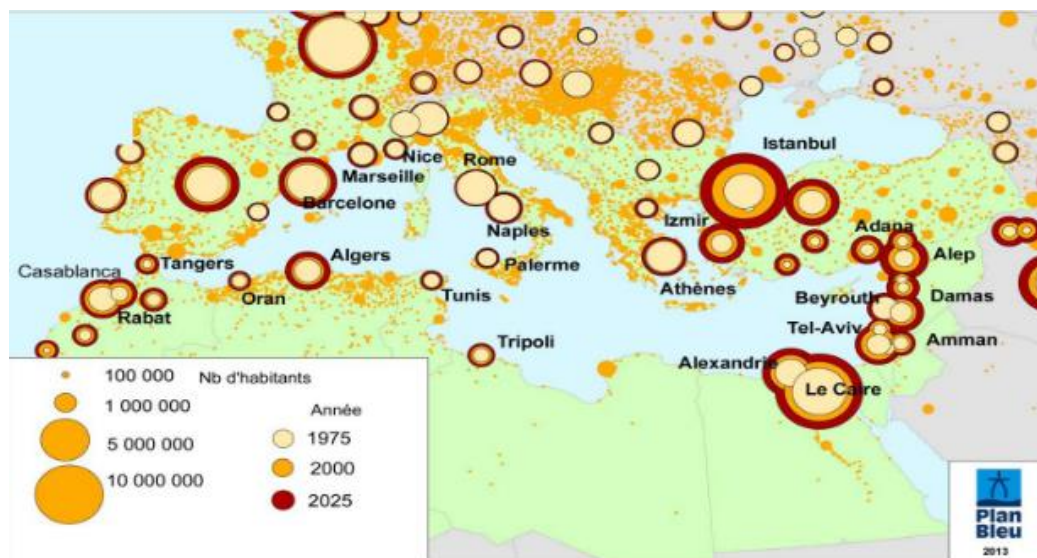 Istanbul
Nice
Rome
Marseille
Barcelone
Izmir
Naples
Adana
Casablanca
Tangers
Algers
Palerme
Athènes
Alep
Oran
Tunis
Beyrouth
Damas
Rabat
Tel-Aviv
Amman
Tripoli
Alexandrie
Le Caire
100 000
Nb d'habitants
1 000 000
5 000 000
10 000 000
Année
1975
2000
2025
Plan
Bleu
2013